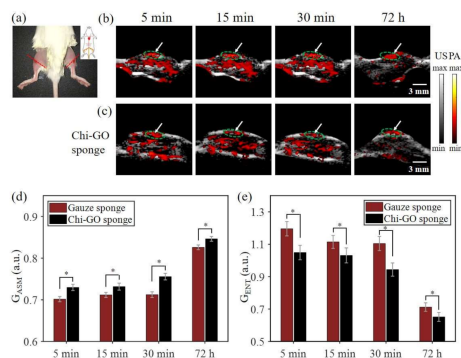 (a)
(b)
5 min
15 min
30 min
72 h
US PA
max max
min min
3 mm
(c)
Chi-GO
sponge
3 mm
(d)
Gauze sponge
Chi-GO sponge
*
*
*
*
0.9
0.8
0.7
0.6
G_ASM (a.u.)
5 min
15 min
30 min
72 h
(e)
Gauze sponge
Chi-GO sponge
*
*
*
*
1.3
1.1
0.9
0.7
0.5
G_ENT (a.u.)
5 min
15 min
30 min
72 h